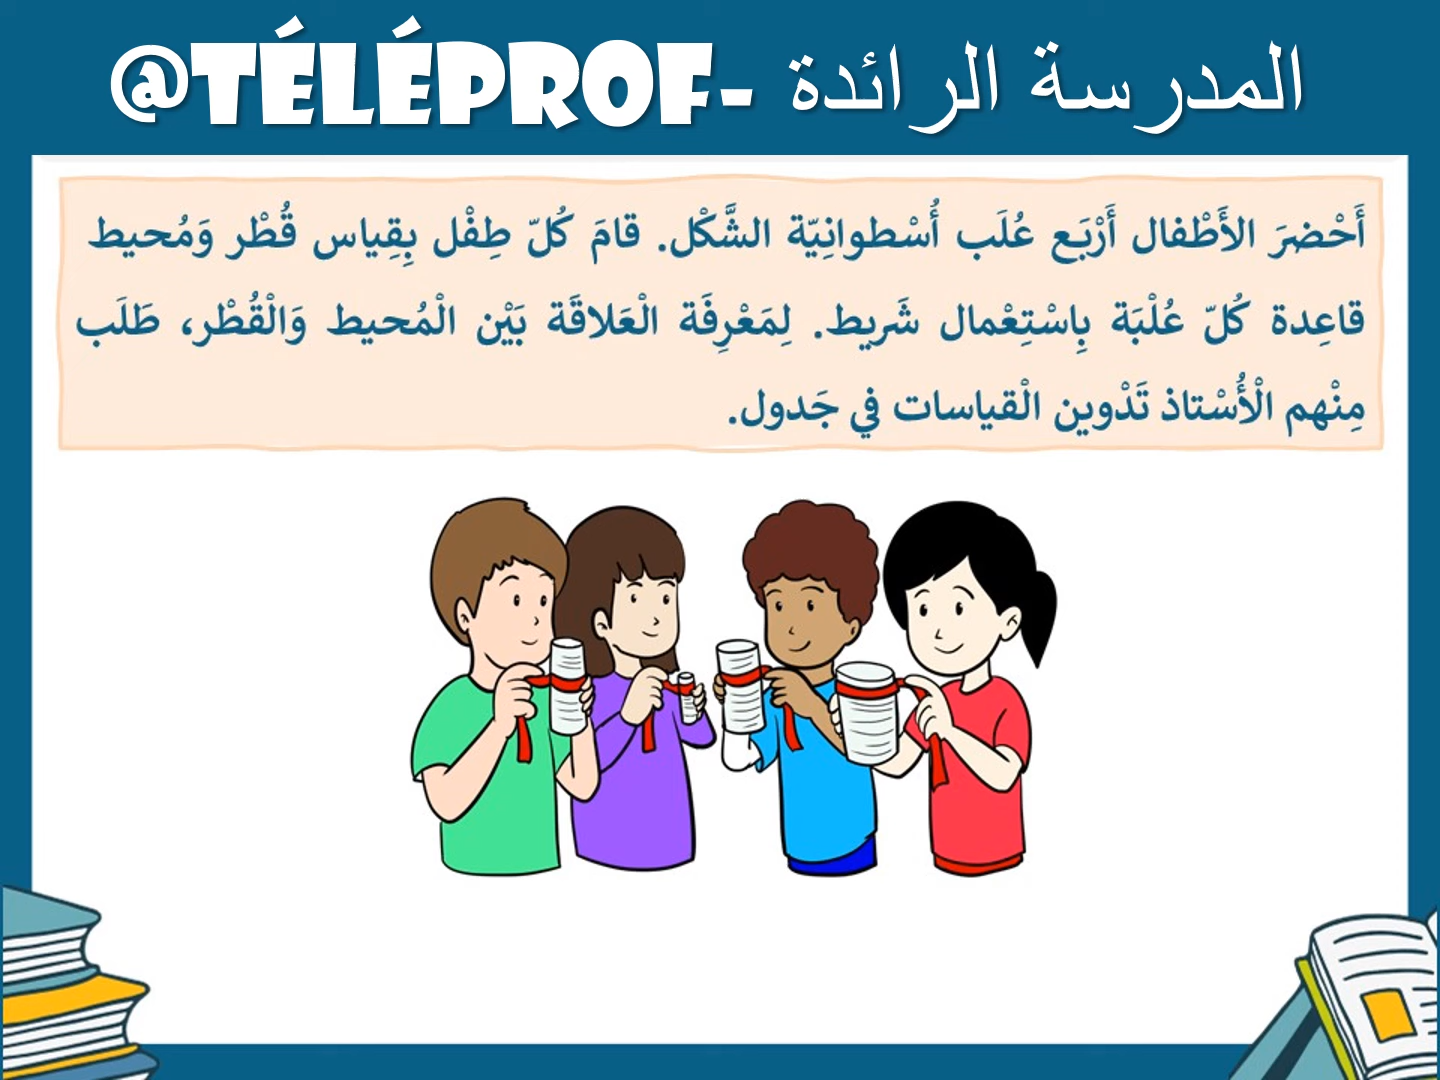 @TÉLÉPROF- المدرسة الرائدة
أَحْضرَ الأَطْفال أَرْبَع عُلَب أُسْطوانِيّة الشَّكْل. قامَ كُلّ طِفْل بِقِياس قُطْر وَمُحيط
قاعِدة كُلّ عُلْبَة بِاسْتِعْمال شَريط. لِمَعْرِفَة الْعَلاقَة بَيْن الْمُحيط وَالْقُطْر، طَلَب
مِنْهم الْأُسْتاذ تَدْوين الْقياسات في جَدول.